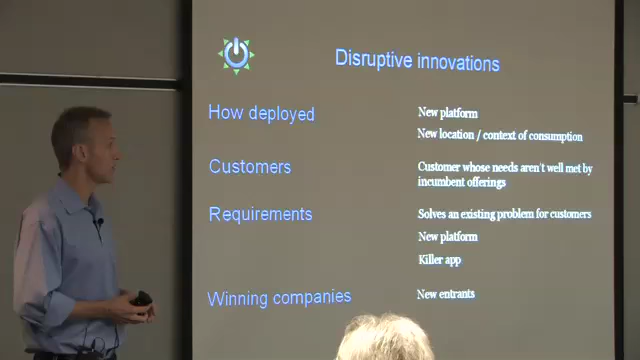 Disruptive innovations
How deployed
New platform
New location / context of consumption
Customers
Customer whose needs aren't well met by
incumbent offerings
Requirements
Solves an existing problem for customers
New platform
Killer app
Winning companies
New entrants